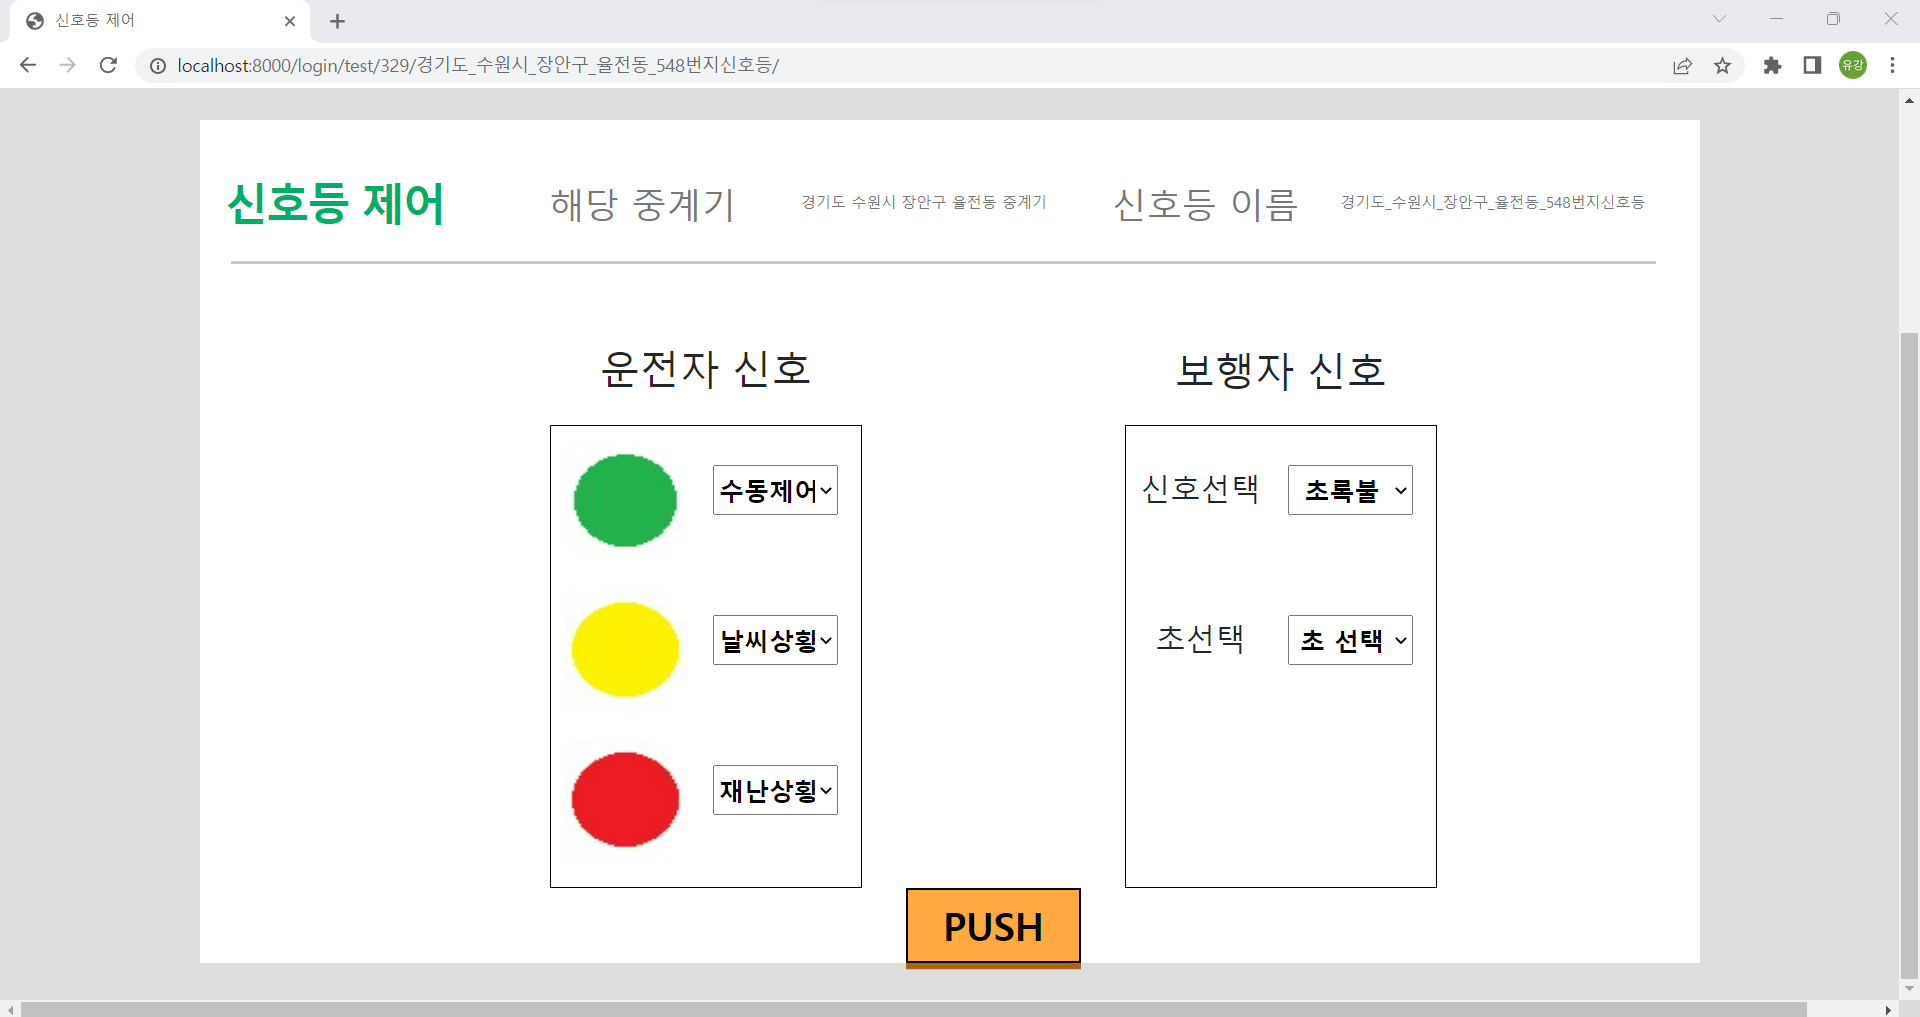 신호등 제어
localhost:8000/login/test/329/경기도_수원시_장안구_율전동_548번지신호등/
유강
신호등 제어
해당 중계기
경기도 수원시 장안구 율전동 중계기
신호등 이름
경기도_수원시_장안구_율전동_548번지신호등
운전자 신호
수동제어
날씨상황
재난상황
보행자 신호
신호선택
초록불
초선택
초 선택
PUSH